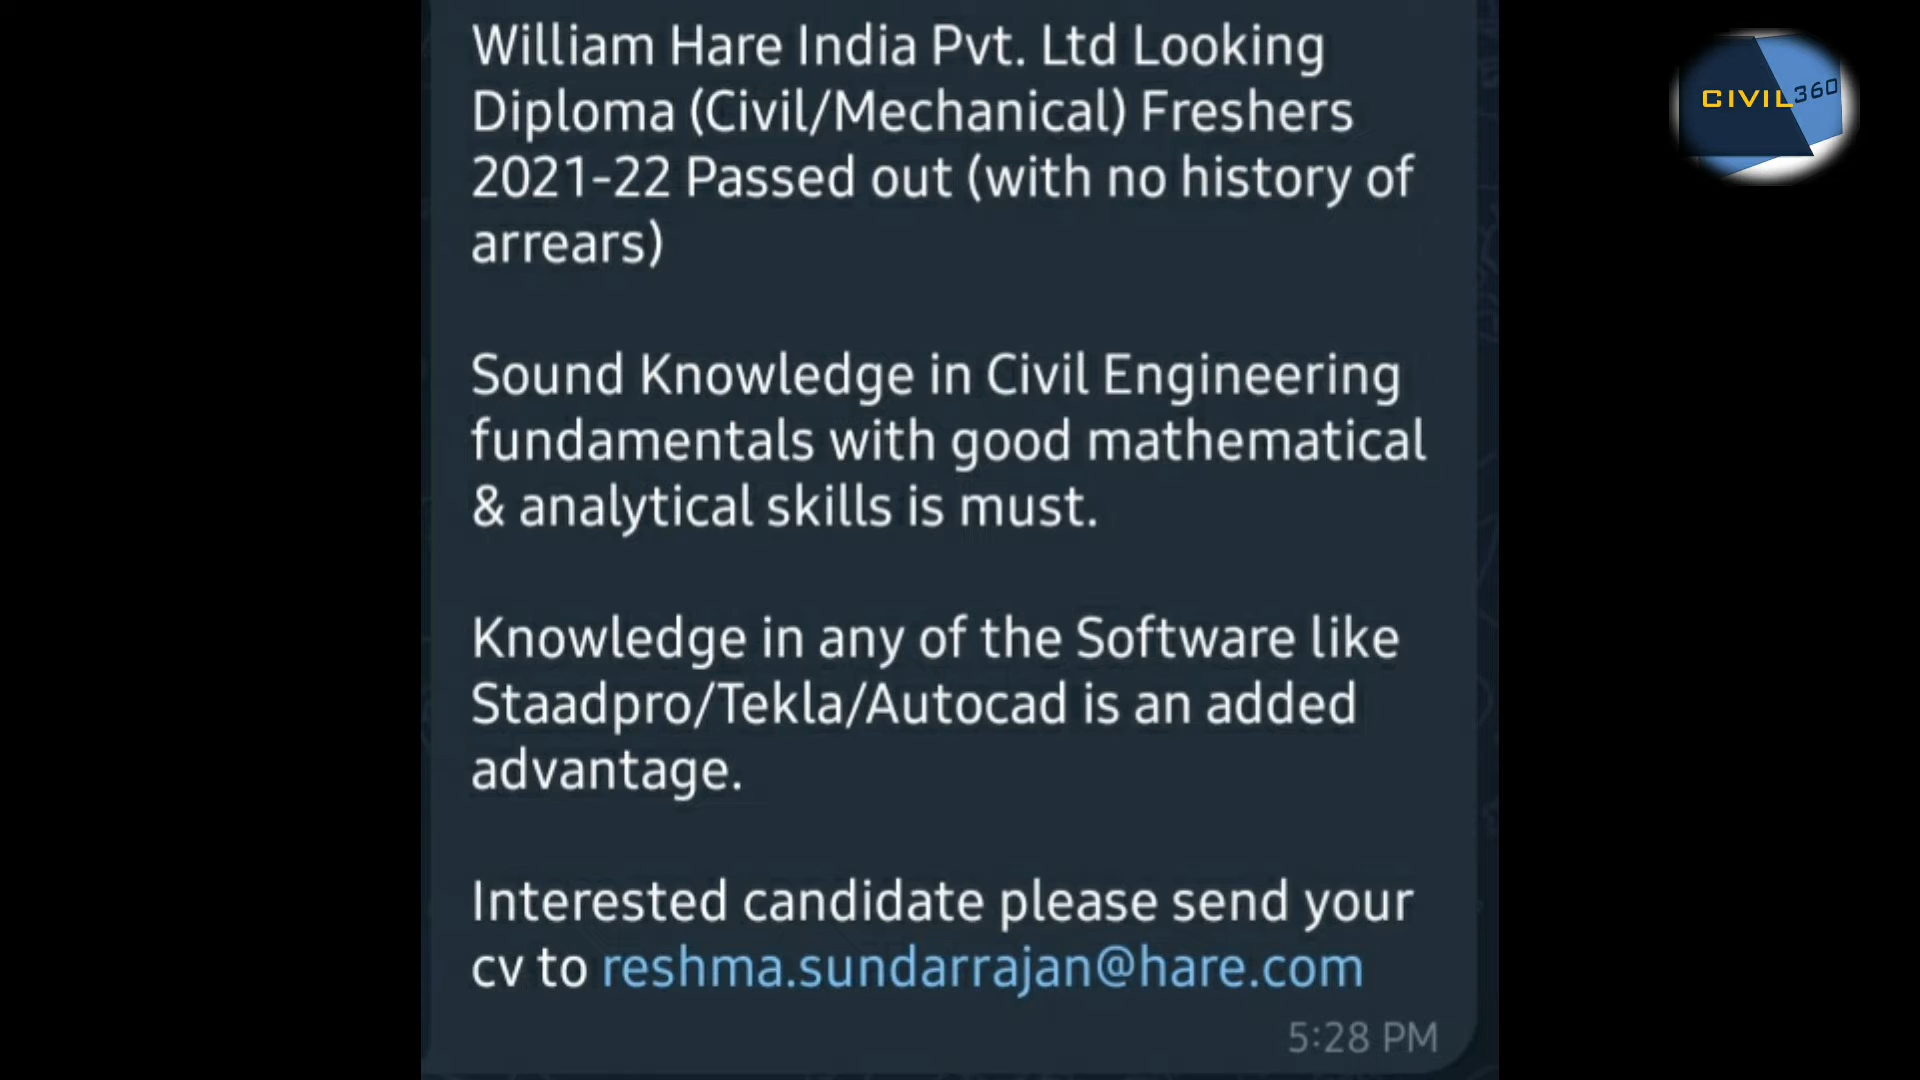 William Hare India Pvt. Ltd Looking
Diploma (Civil/Mechanical) Freshers
2021-22 Passed out (with no history of
arrears)
Sound Knowledge in Civil Engineering
fundamentals with good mathematical
& analytical skills is must.
Knowledge in any of the Software like
Staadpro/Tekla/Autocad is an added
advantage.
Interested candidate please send your
cv to reshma.sundarrajan@hare.com
5:28 PM
CIVIL360